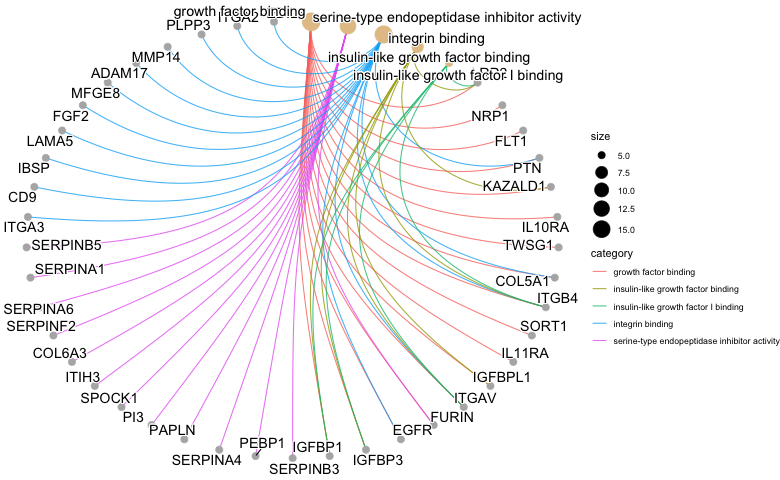 growth factor binding
ITGA2
serine-type endopeptidase inhibitor activity
PLPP3
integrin binding
MMP14
insulin-like growth factor binding
ADAM17
insulin-like growth factor I binding
MFGE8
FGF2
NRP1
LAMA5
FLT1
IBSP
PTN
CD9
KAZALD1
ITGA3
IL10RA
SERPINB5
TWSG1
SERPINA1
COL5A1
SERPINA6
ITGB4
SERPINF2
SORT1
COL6A3
IL11RA
ITIH3
IGFBPL1
SPOCK1
ITGAV
PI3
FURIN
PAPLN
EGFR
SERPINA4
PEBP1
SERPINB3
IGFBP1
IGFBP3
size
5.0
7.5
10.0
12.5
15.0
category
growth factor binding
insulin-like growth factor binding
insulin-like growth factor I binding
integrin binding
serine-type endopeptidase inhibitor activity